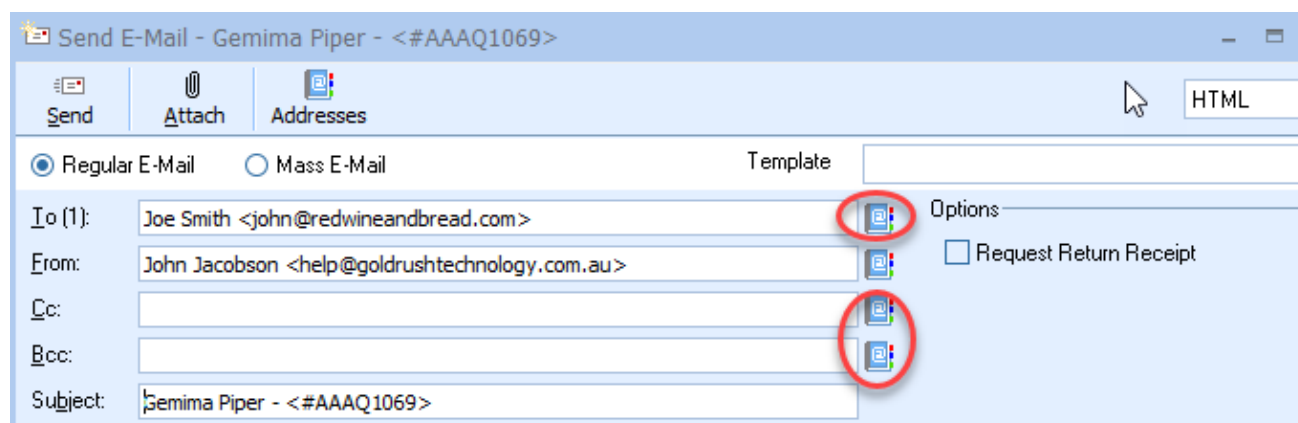 Send E-Mail - Gemima Piper - <#AAAQ1069>
Send Attach Addresses HTML
Regular E-Mail Mass E-Mail Template
To (1): Joe Smith <john@redwineandbread.com> Options
From: John Jacobson <help@goldrushtechnology.com.au> Request Return Receipt
Cc:
Bcc:
Subject: Gemima Piper - <#AAAQ1069>